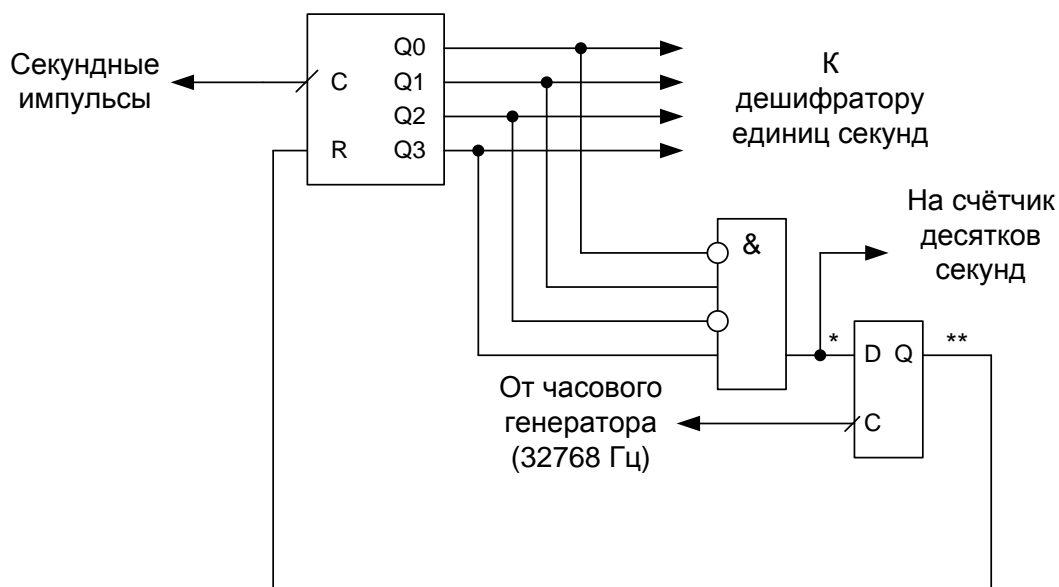 Секундные
импульсы
C
R
Q0
Q1
Q2
Q3
К
дешифратору
единиц секунд
&
На счётчик
десятков
секунд
*
D Q
**
C
От часового
генератора
(32768 Гц)